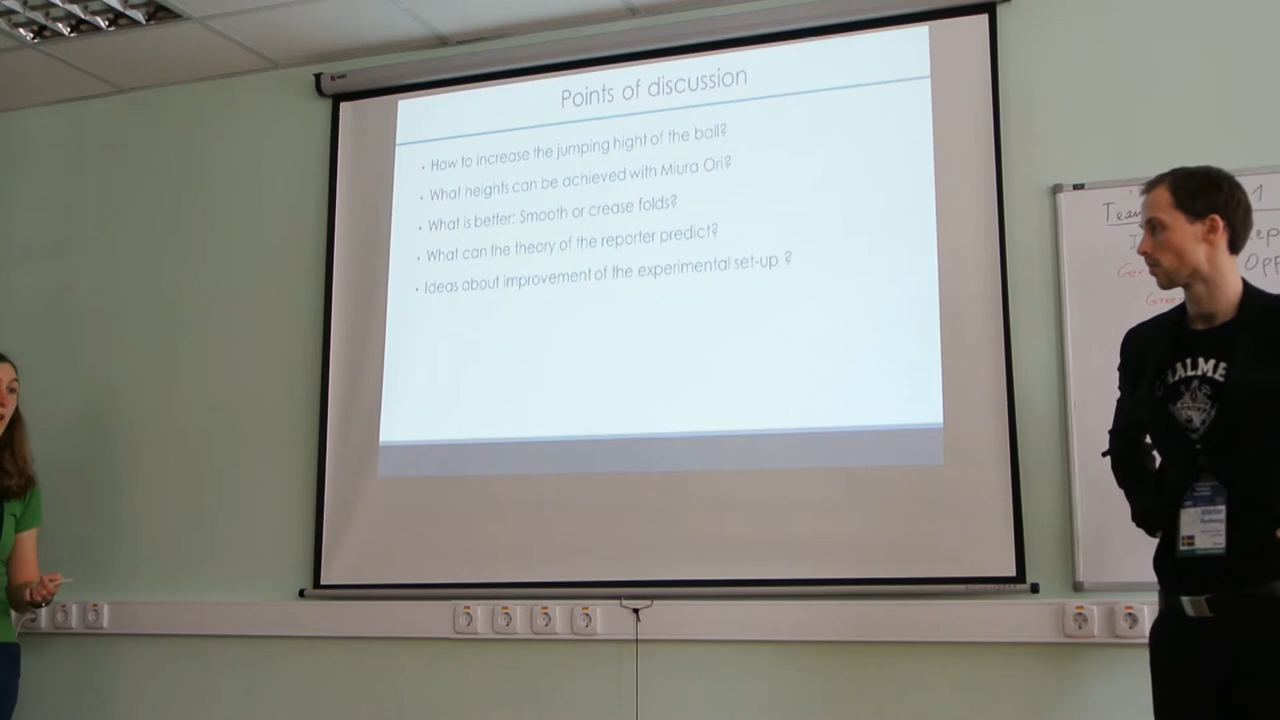 Points of discussion
• How to increase the jumping hight of the ball?
• What heights can be achieved with Miura Ori?
• What is better: Smooth or crease folds?
• What can the theory of the reporter predict?
• Ideas about improvement of the experimental set-up ?
1
HALME